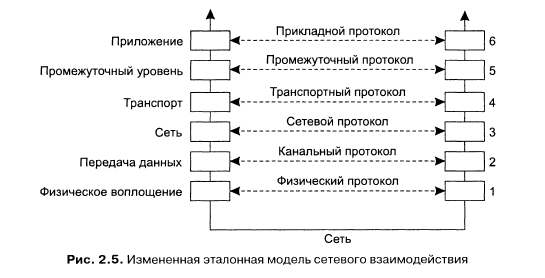 Приложение Прикладной протокол 6
Промежуточный уровень Промежуточный протокол 5
Транспорт Транспортный протокол 4
Сеть Сетевой протокол 3
Передача данных Канальный протокол 2
Физическое воплощение Физический протокол 1
Сеть
Рис. 2.5. Измененная эталонная модель сетевого взаимодействия